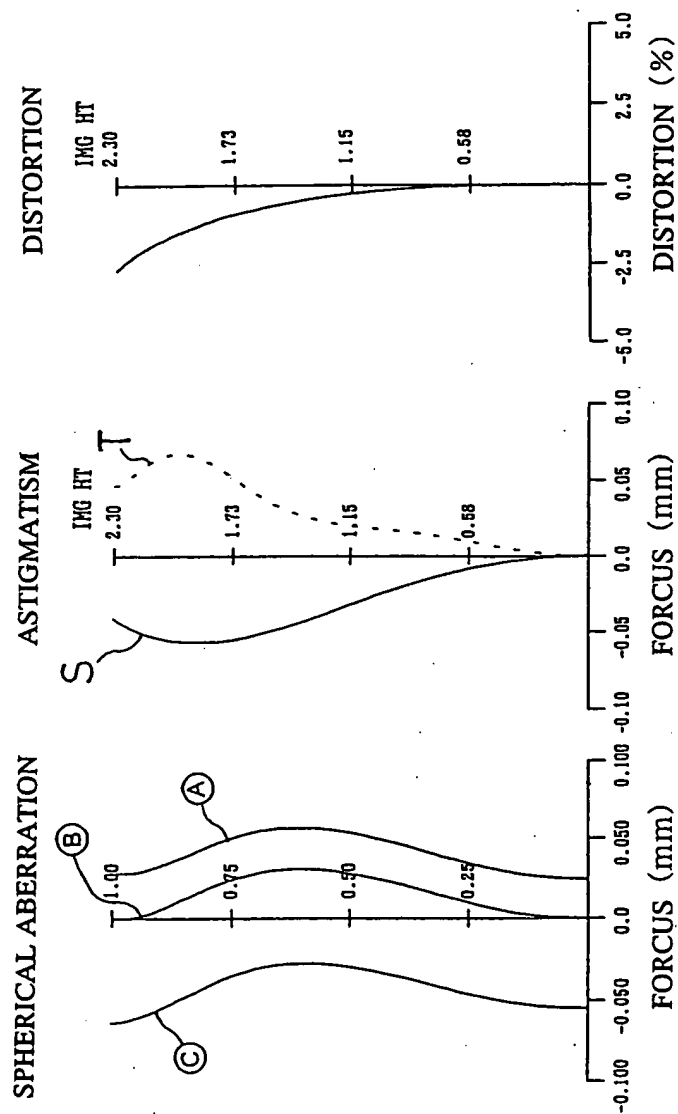 SPHERICAL ABERRATION
B
A
C
1.00
0.75
0.50
0.25
-0.100 -0.050 0.0 0.050 0.100
FORCUS (mm)
ASTIGMATISM
IMG HT
2.30
S
T
1.73
1.15
0.58
-0.10 -0.05 0.0 0.05 0.10
FORCUS (mm)
DISTORTION
IMG HT
2.30
1.73
1.15
0.58
-5.0 -2.5 0.0 2.5 5.0
DISTORTION (%)